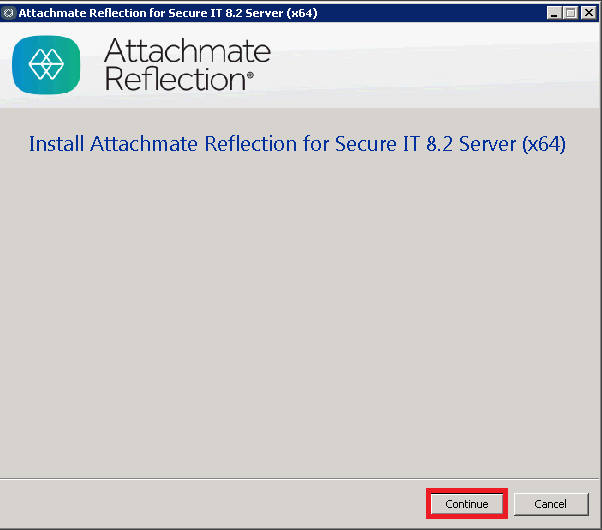 Attachmate Reflection for Secure IT 8.2 Server (x64)
Attachmate
Reflection®
Install Attachmate Reflection for Secure IT 8.2 Server (x64)
Continue Cancel